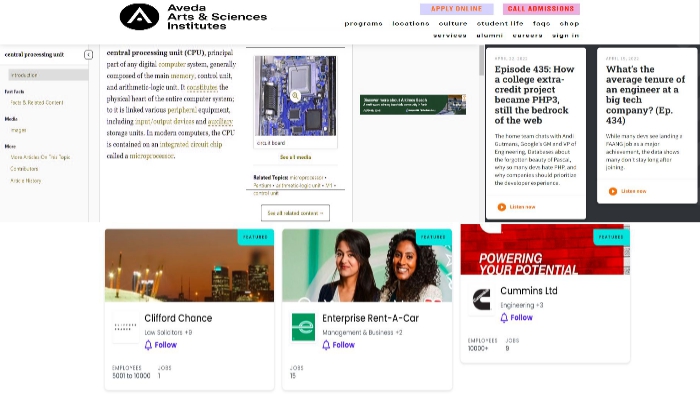 Aveda
Arts & Sciences
Institutes
APPLY ONLINE
CALL ADMISSIONS
programs locations culture student life faqs shop
services alumni careers sign in
central processing unit
Introduction
Fast Facts
Facts & Related Content
Media
Images
More
More Articles On This Topic
Contributors
Article History
central processing unit (CPU), principal
part of any digital computer system, generally
composed of the main memory, control unit,
and arithmetic-logic unit. It constitutes the
physical heart of the entire computer system;
to it is linked various peripheral equipment,
including input/output devices and auxiliary
storage units. In modern computers, the CPU
is contained on an integrated circuit chip
called a microprocessor.
circuit board
See all media
Related Topics: microprocessor •
Pentium • arithmetic-logic unit • V1 •
control unit
See all related content →
Episode 435: How
a college extra-
credit project
became PHP3,
still the bedrock
of the web
The home team chats with Andi
Gutmans, Google's GM and VP of
Engineering, Databases about
the forgotten beauty of Pascal,
why so many devs hate PHP, and
why companies should prioritize
the developer experience.
Listen now
What's the
average tenure of
an engineer at a
big tech
company? (Ep.
434)
While many devs see landing a
FAANG job as a major
achievement, the data shows
many don't stay long after
joining.
Listen now
FEATURED
Clifford Chance
Law Solicitors +9
Follow
EMPLOYEES JOBS
5001 to 10000 1
FEATURED
Enterprise Rent-A-Car
Management & Business +2
Follow
JOBS
15
FEATURED
POWERING
YOUR POTENTIAL
Cummins Ltd
Engineering +3
Follow
EMPLOYEES JOBS
10000+ 9